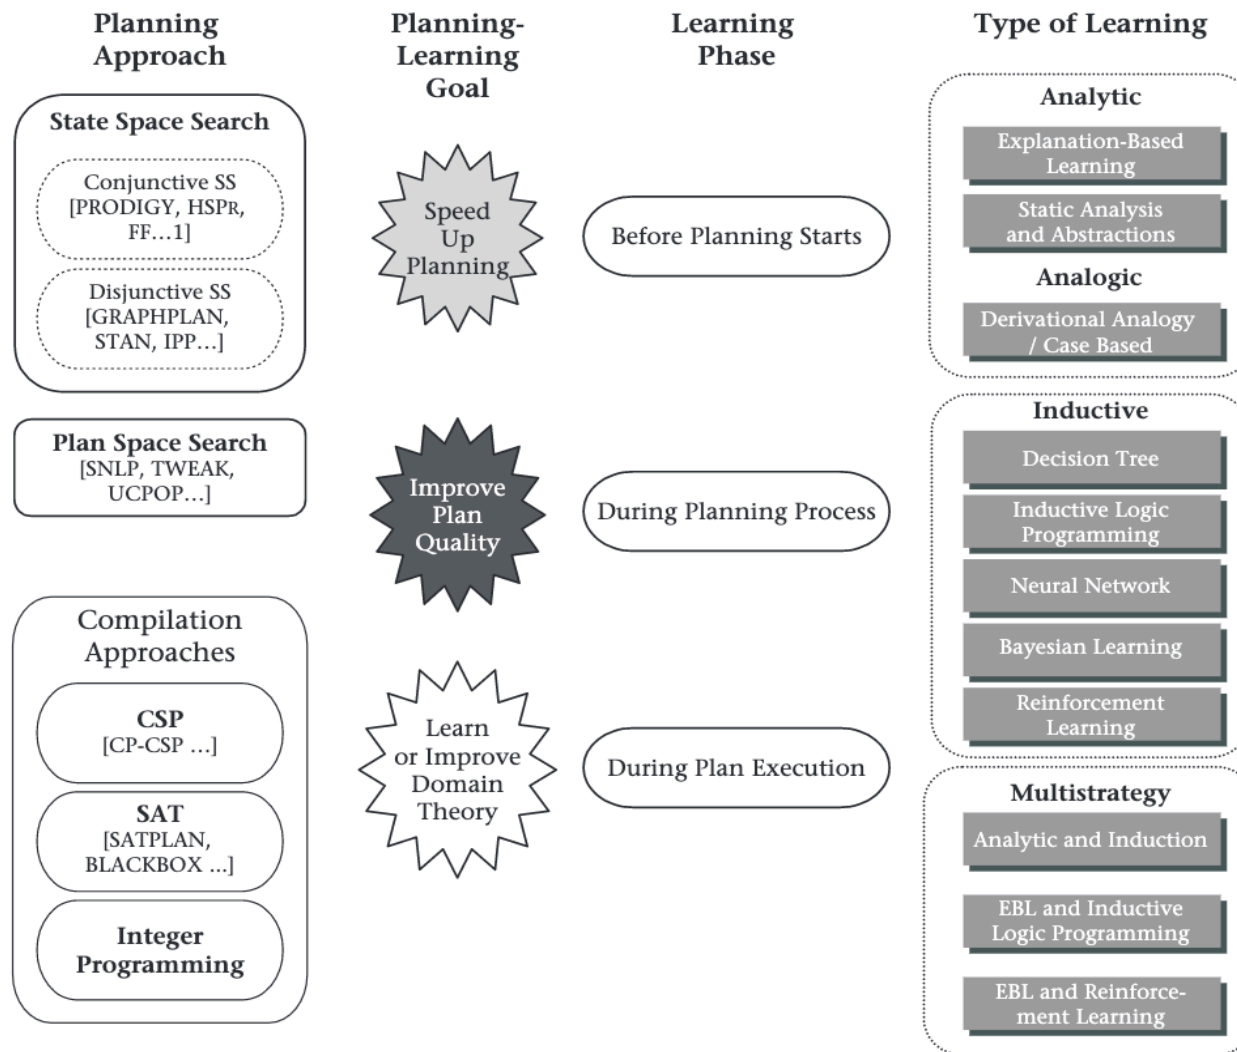 Planning
Approach
State Space Search
Conjunctive SS
[PRODIGY, HSPR,
FF...1]
Disjunctive SS
[GRAPHPLAN,
STAN, IPP...]
Plan Space Search
[SNLP, TWEAK,
UCPOP...]
Compilation
Approaches
CSP
[CP-CSP ...]
SAT
[SATPLAN,
BLACKBOX ...]
Integer
Programming
Planning-
Learning
Goal
Speed
Up
Planning
Improve
Plan
Quality
Learn
or Improve
Domain
Theory
Learning
Phase
Before Planning Starts
During Planning Process
During Plan Execution
Type of Learning
Analytic
Explanation-Based
Learning
Static Analysis
and Abstractions
Analogic
Derivational Analogy
/ Case Based
Inductive
Decision Tree
Inductive Logic
Programming
Neural Network
Bayesian Learning
Reinforcement
Learning
Multistrategy
Analytic and Induction
EBL and Inductive
Logic Programming
EBL and Reinforce-
ment Learning